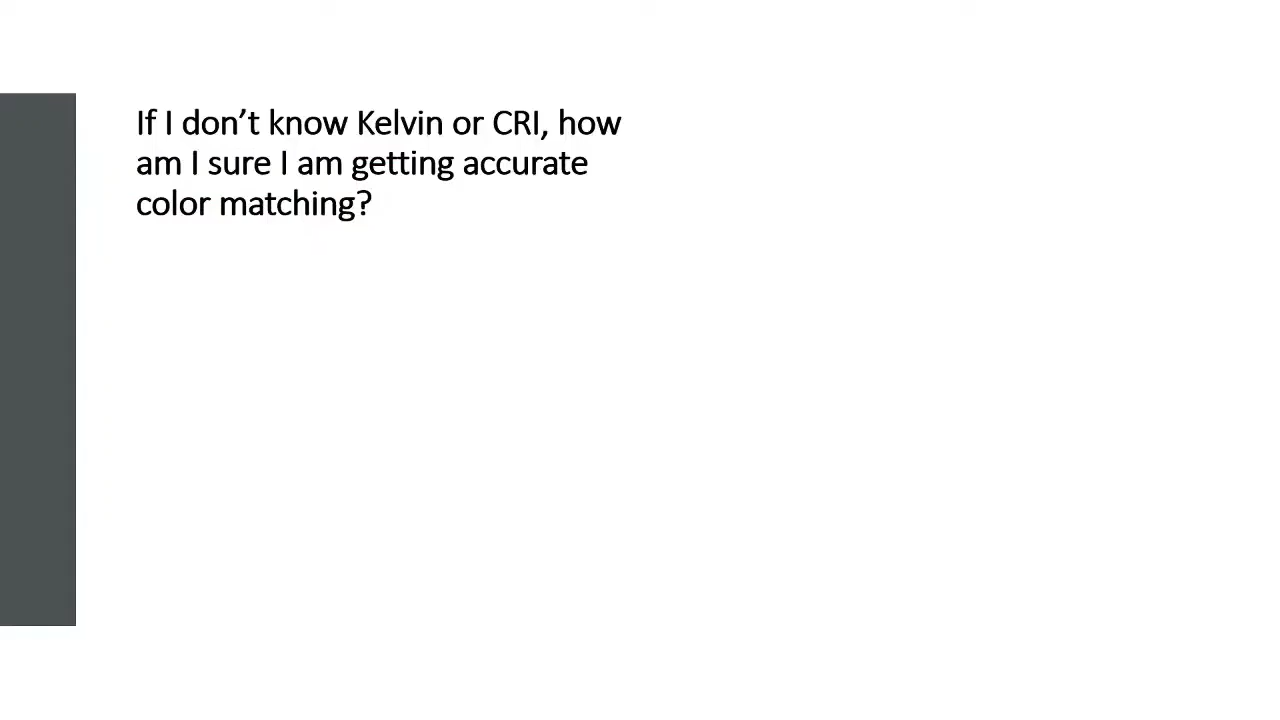 If I don’t know Kelvin or CRI, how
am I sure I am getting accurate
color matching?